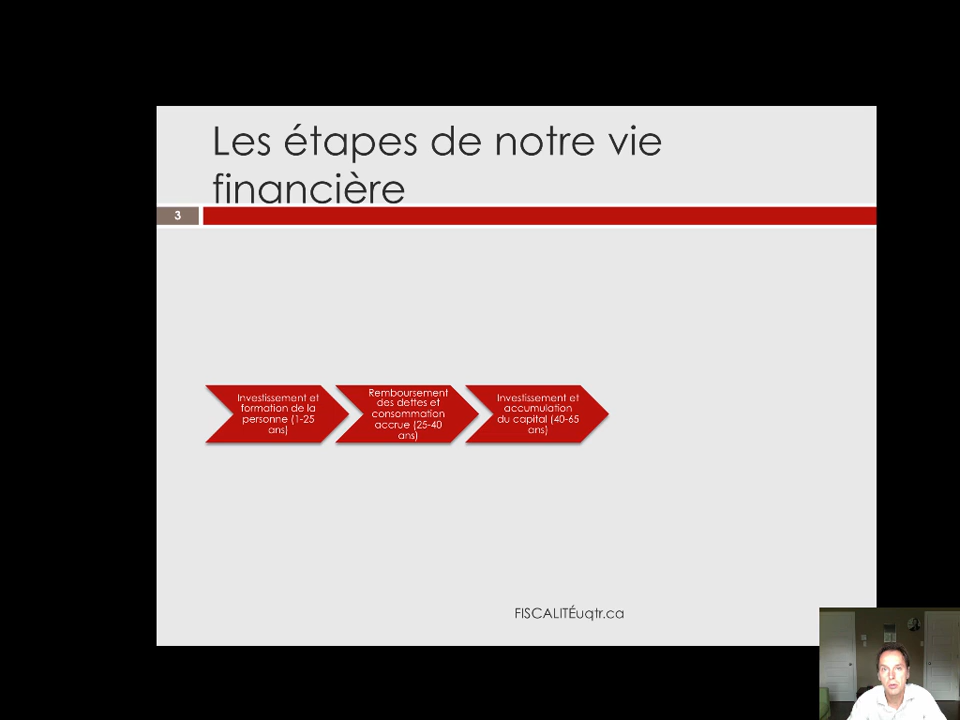 Les étapes de notre vie
financière
3
Investissement et
formation de la
personne (1-25
ans)
Remboursement
des dettes et
consommation
accrue (25-40
ans)
Investissement et
accumulation
du capital (40-65
ans)
FISCALITÉuqtr.ca